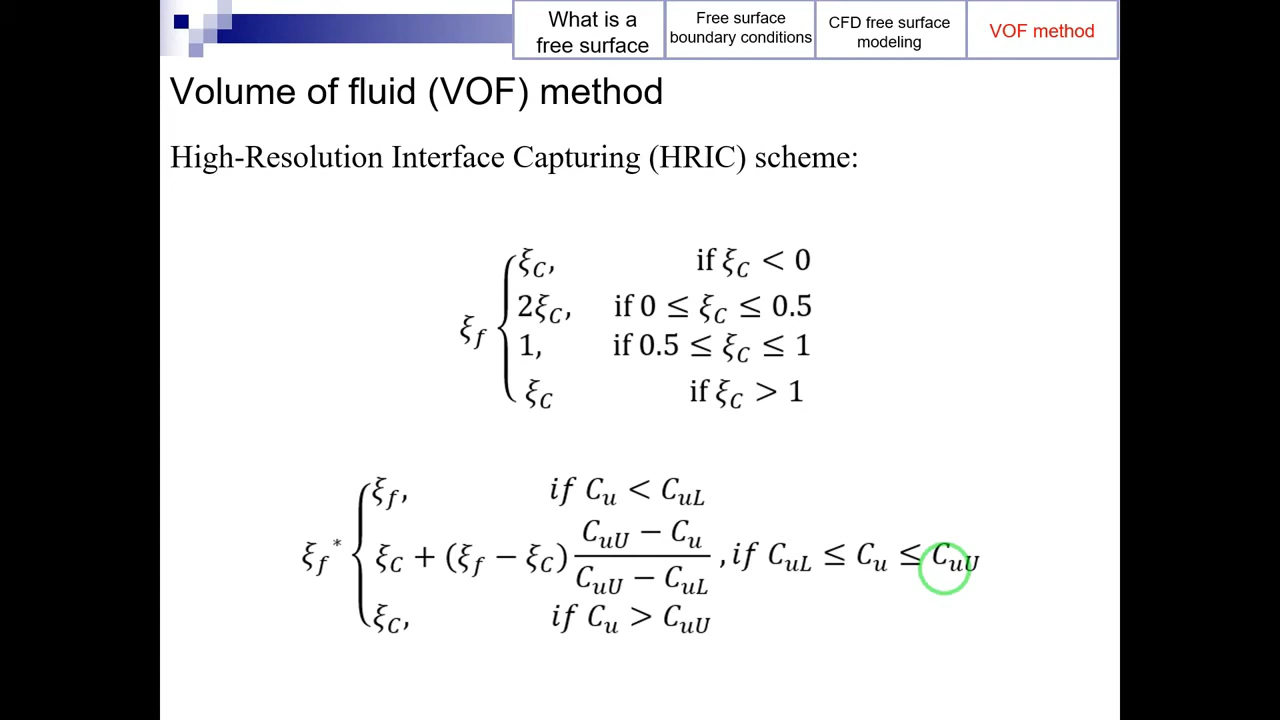 What is a
free surface
Free surface
boundary conditions
CFD free surface
modeling
VOF method
Volume of fluid (VOF) method
High-Resolution Interface Capturing (HRIC) scheme:
ξ_C, if ξ_C < 0
2ξ_C, if 0 ≤ ξ_C ≤ 0.5
ξ_f {
1, if 0.5 ≤ ξ_C ≤ 1
ξ_C if ξ_C > 1
ξ_f, if C_u < C_uL
ξ_f* { ξ_C + (ξ_f − ξ_C) (C_uU − C_u)/(C_uU − C_uL), if C_uL ≤ C_u ≤ C_uU
ξ_C, if C_u > C_uU